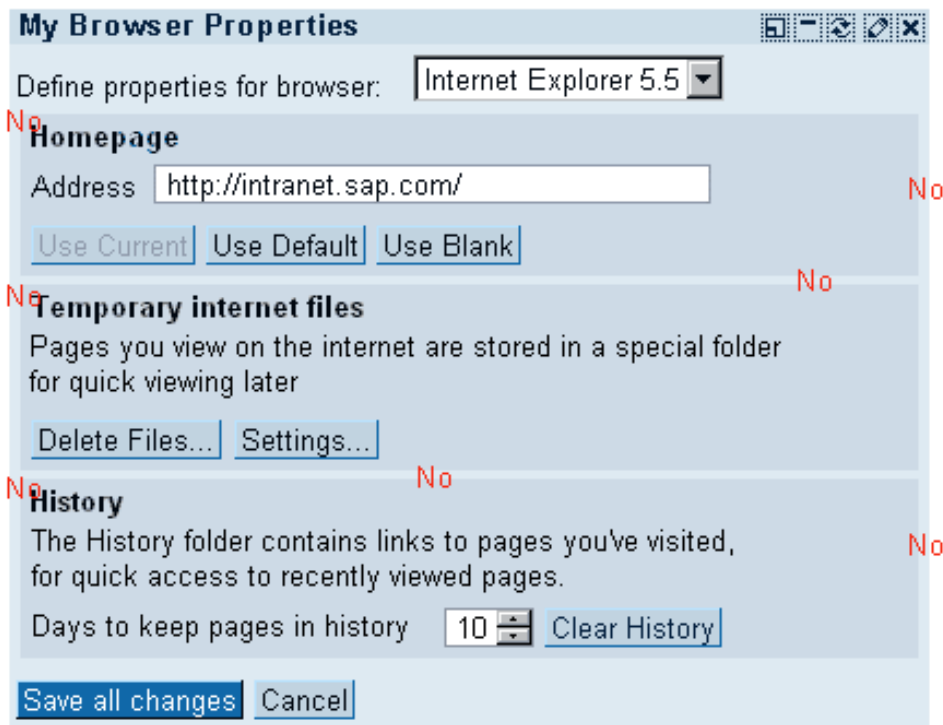 My Browser Properties
Define properties for browser: Internet Explorer 5.5
No
Homepage
Address http://intranet.sap.com/
No
Use Current Use Default Use Blank
No
No
Temporary internet files
Pages you view on the internet are stored in a special folder
for quick viewing later
Delete Files... Settings...
No
No
History
The History folder contains links to pages you've visited,
No
for quick access to recently viewed pages.
Days to keep pages in history 10 Clear History
Save all changes Cancel